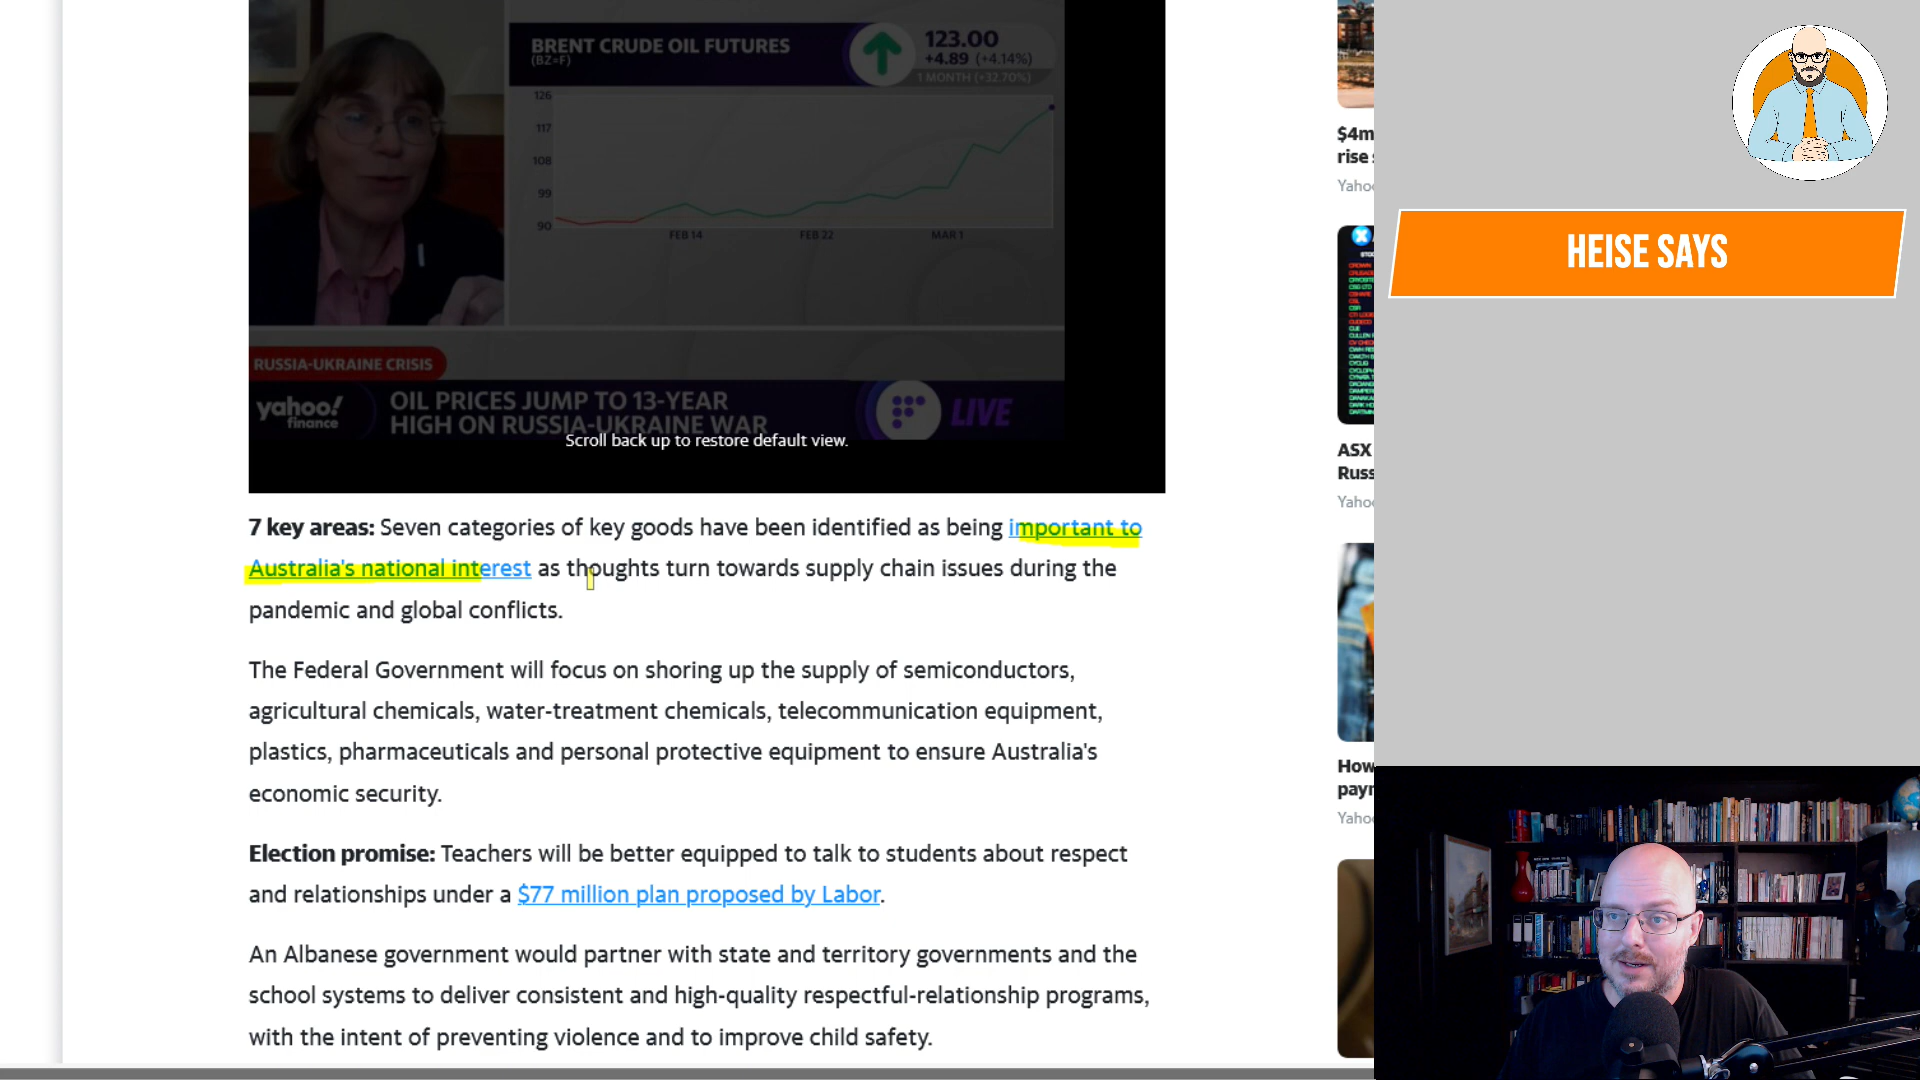 BRENT CRUDE OIL FUTURES
(BZ=F)
123.00
+4.89 (+4.14%)
1 MONTH (+32.70%)
126
117
108
99
90
FEB 14
FEB 22
MAR 1
RUSSIA-UKRAINE CRISIS
yahoo!
finance
OIL PRICES JUMP TO 13-YEAR
HIGH ON RUSSIA-UKRAINE WAR
LIVE
Scroll back up to restore default view.
7 key areas: Seven categories of key goods have been identified as being important to
Australia's national interest as thoughts turn towards supply chain issues during the
pandemic and global conflicts.
The Federal Government will focus on shoring up the supply of semiconductors,
agricultural chemicals, water-treatment chemicals, telecommunication equipment,
plastics, pharmaceuticals and personal protective equipment to ensure Australia's
economic security.
Election promise: Teachers will be better equipped to talk to students about respect
and relationships under a $77 million plan proposed by Labor.
An Albanese government would partner with state and territory governments and the
school systems to deliver consistent and high-quality respectful-relationship programs,
with the intent of preventing violence and to improve child safety.
$4m
rise
Yahoo
ASX
Russ
Yahoo
How
payr
Yahoo
HEISE SAYS